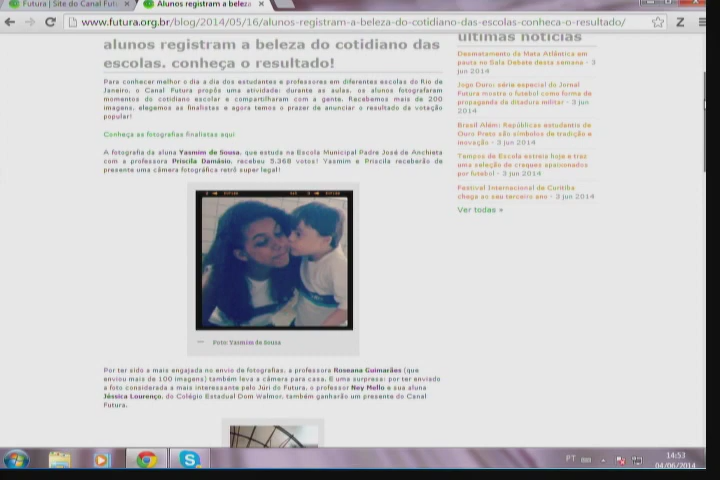 Futura | Site do Canal Futu
Alunos registram a beleza
www.futura.org.br/blog/2014/05/16/alunos-registram-a-beleza-do-cotidiano-das-escolas-conheca-o-resultado/
alunos registram a beleza do cotidiano das
escolas. conheça o resultado!
Para conhecer melhor o dia a dia dos estudantes e professores em diferentes escolas do Rio de
Janeiro, o Canal Futura propôs uma atividade: durante as aulas, os alunos fotografaram
momentos do cotidiano escolar e compartilharam com a gente. Recebemos mais de 200
imagens, elegemos as finalistas e agora temos o prazer de anunciar o resultado da votação
popular!
Conheça as fotografias finalistas aqui
A fotografia da aluna Yasmim de Sousa, que estuda na Escola Municipal Padre José de Anchieta
com a professora Priscila Damásio, recebeu 5.368 votos! Yasmim e Priscila receberão de
presente uma câmera fotográfica retrô super legal!
Foto: Yasmim de Sousa
Por ter sido a mais engajada no envio de fotografias, a professora Roseana Guimarães (que
enviou mais de 100 imagens) também leva a câmera para casa. E uma surpresa: por ter enviado
a foto considerada a mais interessante pelo Júri do Futura, o professor Ney Mello e sua aluna
Jéssica Lourenço, do Colégio Estadual Dom Walmor, também ganharão um presente do Canal
Futura.
últimas notícias
Desmatamento da Mata Atlântica em
pauta no Sala Debate desta semana - 3
jun 2014
Jogo Duro: série especial do Jornal
Futura mostra o futebol como forma de
propaganda da ditadura militar - 3 jun
2014
Brasil Além: Repúblicas estudantis de
Ouro Preto são símbolos de tradição e
inovação - 3 jun 2014
Tempos de Escola estreia hoje e traz
uma seleção de craques apaixonados
por futebol - 3 jun 2014
Festival Internacional de Curitiba
chega ao seu terceiro ano - 3 jun 2014
Ver todas »
PT
14:53
04/06/2014